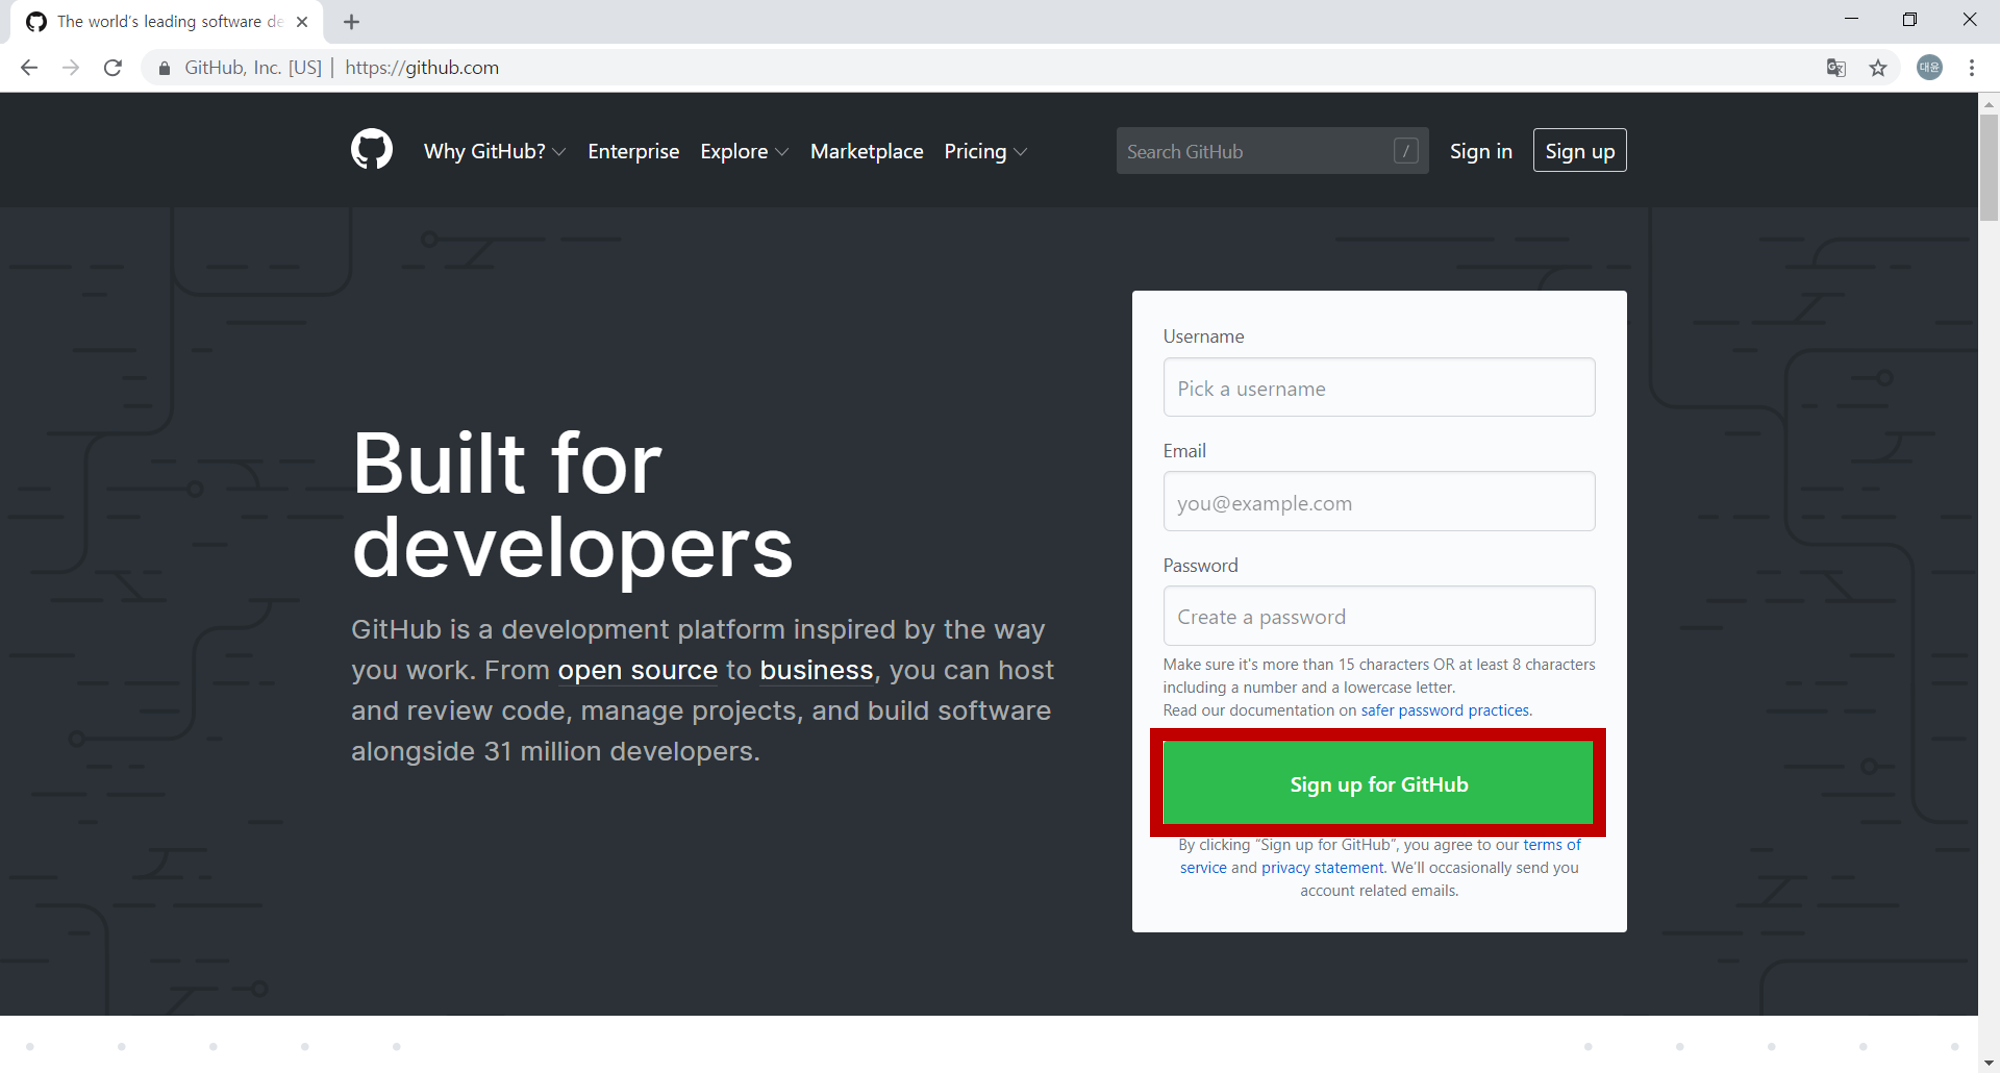 The world's leading software de
GitHub, Inc. [US] | https://github.com
대윤
Why GitHub?
Enterprise
Explore
Marketplace
Pricing
Search GitHub
/
Sign in
Sign up
Built for
developers
GitHub is a development platform inspired by the way
you work. From open source to business, you can host
and review code, manage projects, and build software
alongside 31 million developers.
Username
Pick a username
Email
you@example.com
Password
Create a password
Make sure it's more than 15 characters OR at least 8 characters
including a number and a lowercase letter.
Read our documentation on safer password practices.
Sign up for GitHub
By clicking “Sign up for GitHub”, you agree to our terms of
service and privacy statement. We’ll occasionally send you
account related emails.